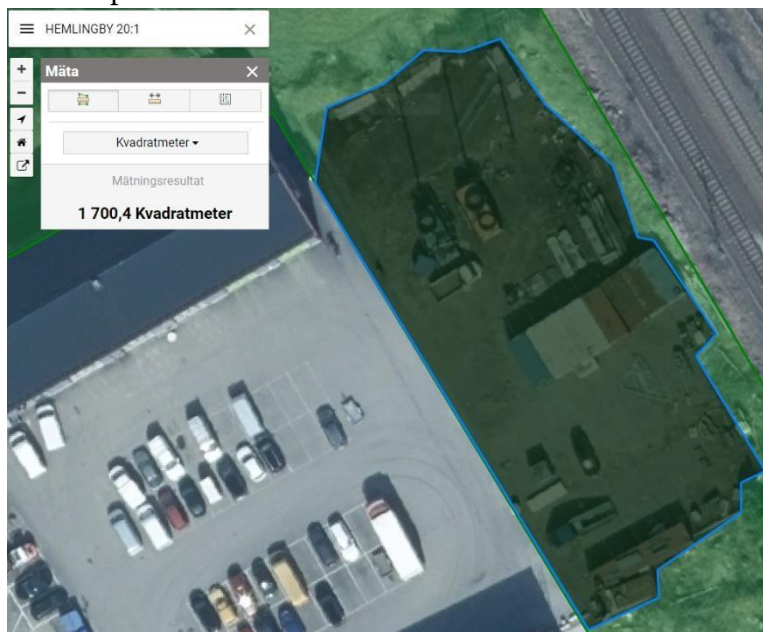 HEMLINGBY 20:1
Mäta
Kvadratmeter
Mätningsresultat
1 700,4 Kvadratmeter